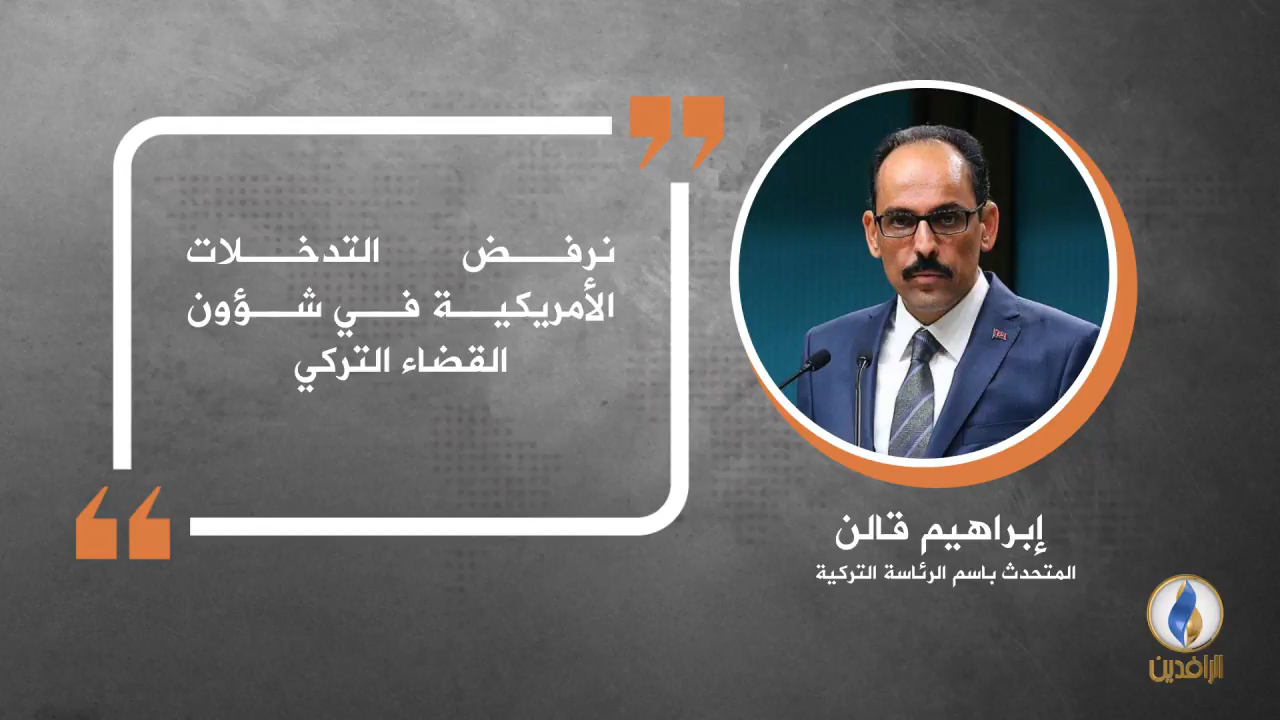 نرفض التدخلات
الأمريكية في شؤون
القضاء التركي
إبراهيم قالن
المتحدث باسم الرئاسة التركية
الرافدين